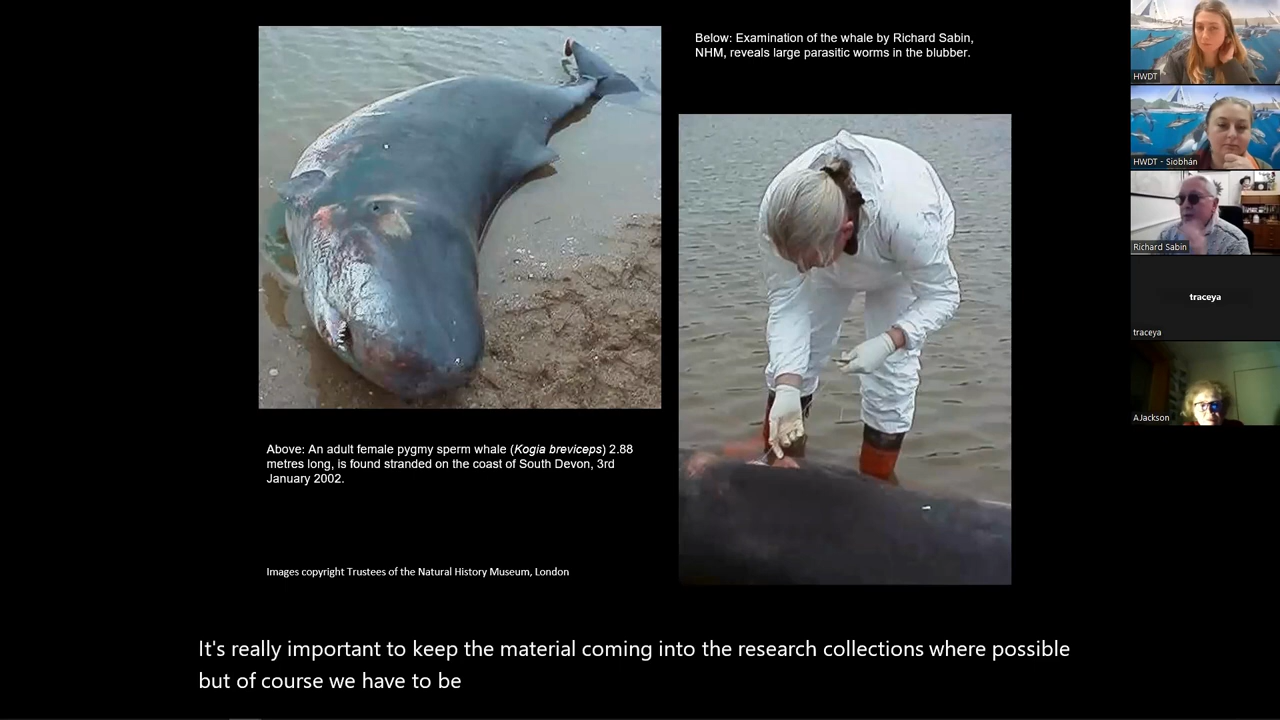 Below: Examination of the whale by Richard Sabin,
NHM, reveals large parasitic worms in the blubber.
Above: An adult female pygmy sperm whale (Kogia breviceps) 2.88
metres long, is found stranded on the coast of South Devon, 3rd
January 2002.
Images copyright Trustees of the Natural History Museum, London
It's really important to keep the material coming into the research collections where possible
but of course we have to be
HWDT
HWDT - Siobhán
Richard Sabin
traceya
traceya
AJackson